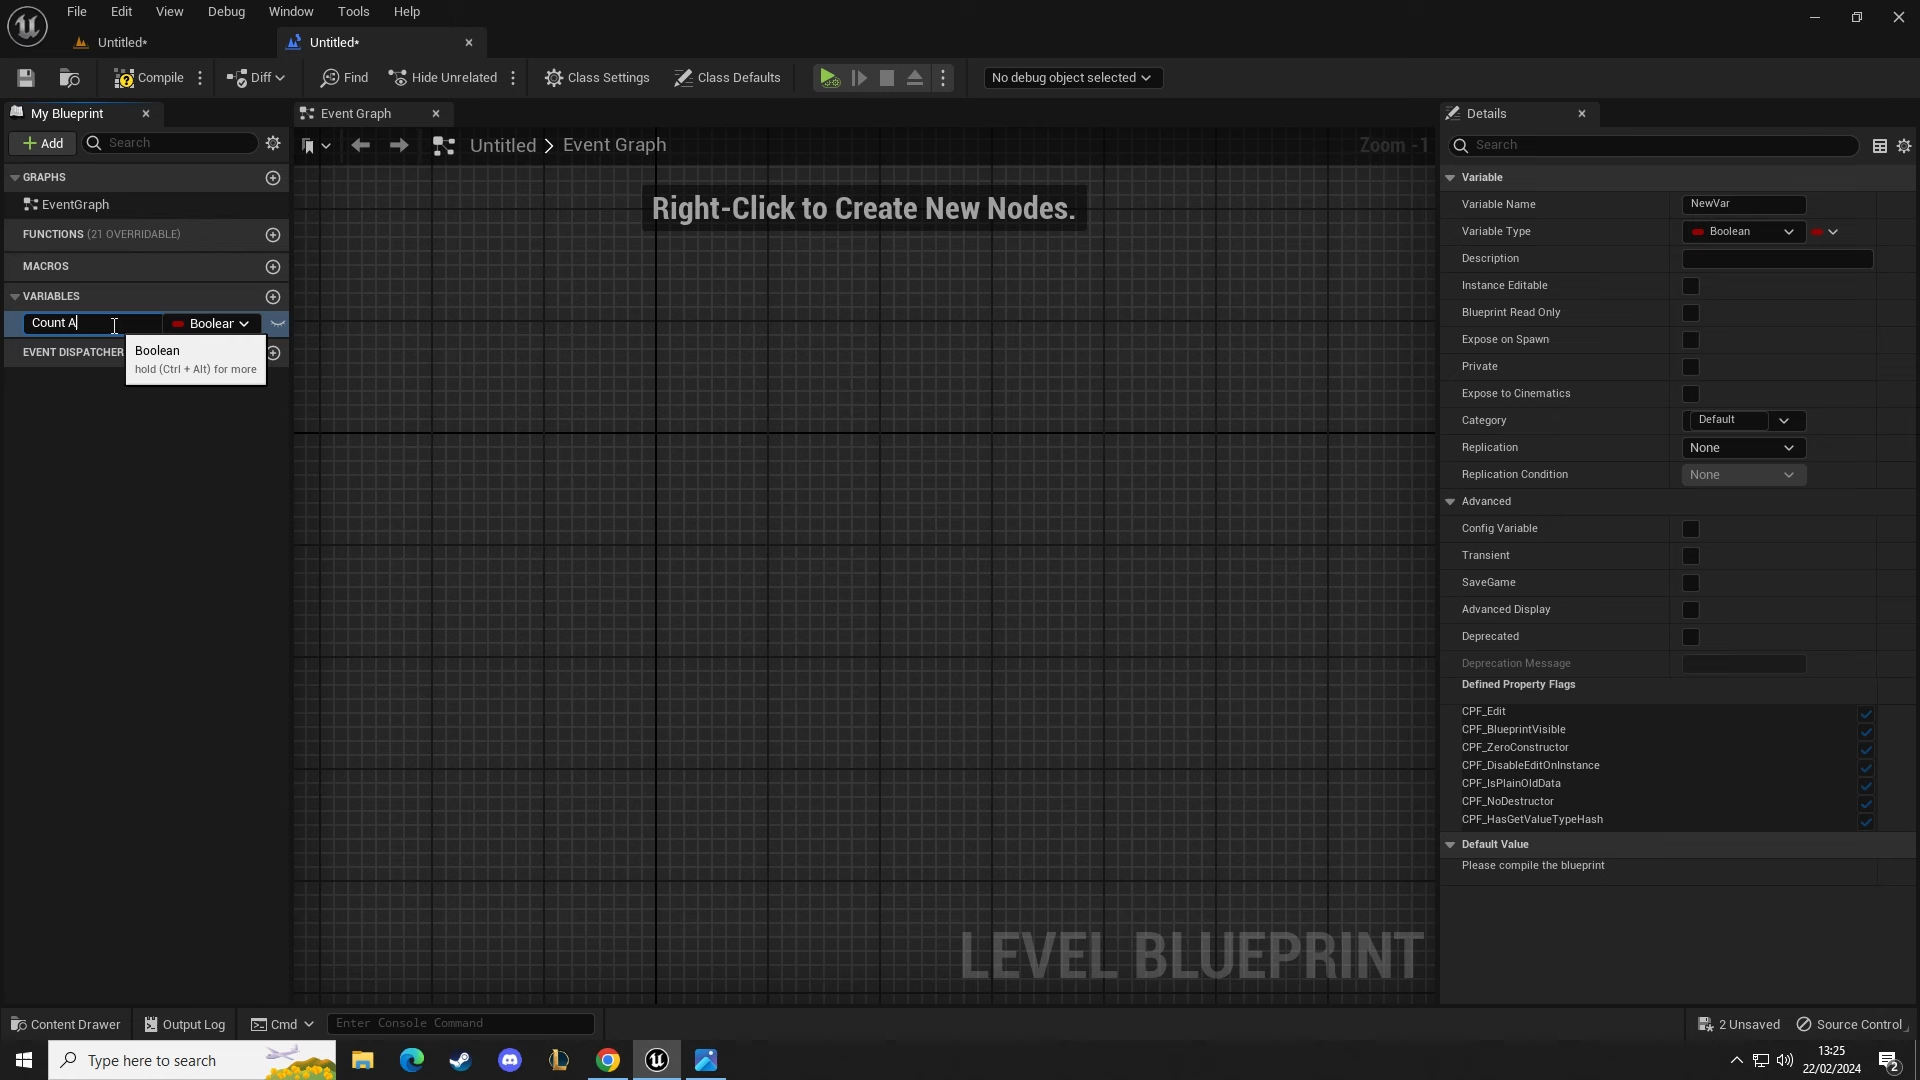 File Edit View Debug Window Tools Help
Untitled*
Untitled*
Compile Diff Find Hide Unrelated Class Settings Class Defaults No debug object selected
My Blueprint
Event Graph
Details
Add Search
Untitled > Event Graph Zoom -1
Search
Right-Click to Create New Nodes.
GRAPHS
EventGraph
FUNCTIONS (21 OVERRIDABLE)
MACROS
VARIABLES
Count A Boolear
EVENT DISPATCHER
Boolean
hold (Ctrl + Alt) for more
Variable
Variable Name NewVar
Variable Type Boolean
Description
Instance Editable
Blueprint Read Only
Expose on Spawn
Private
Expose to Cinematics
Category Default
Replication None
Replication Condition None
Advanced
Config Variable
Transient
SaveGame
Advanced Display
Deprecated
Deprecation Message
Defined Property Flags
CPF_Edit
CPF_BlueprintVisible
CPF_ZeroConstructor
CPF_DisableEditOnInstance
CPF_IsPlainOldData
CPF_NoDestructor
CPF_HasGetValueTypeHash
Default Value
Please compile the blueprint
LEVEL BLUEPRINT
Content Drawer Output Log Cmd Enter Console Command 2 Unsaved Source Control
Type here to search
13:25
22/02/2024
2